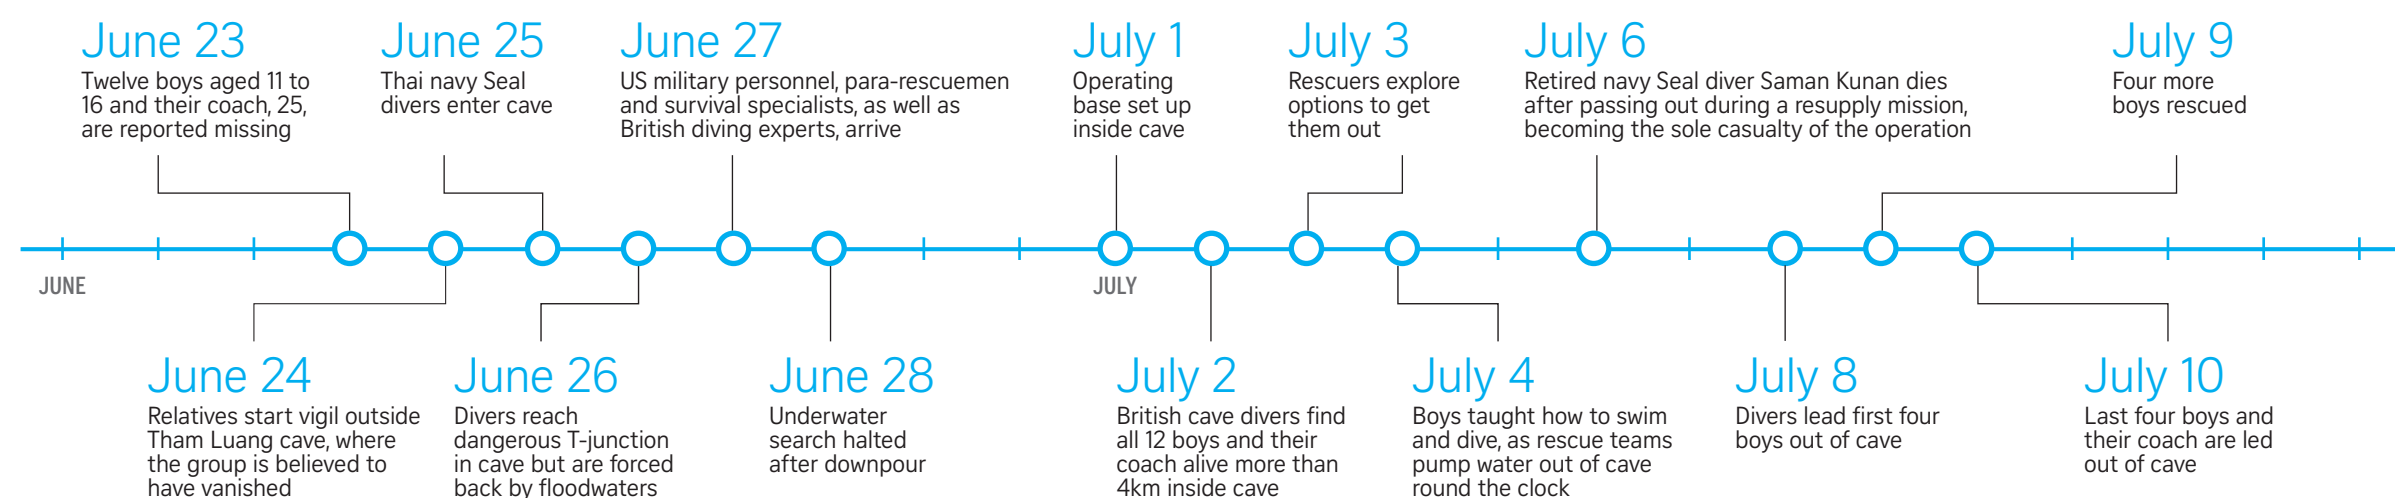 June 23
Twelve boys aged 11 to
16 and their coach, 25,
are reported missing
June 25
Thai navy Seal
divers enter cave
June 27
US military personnel, para-rescuemen
and survival specialists, as well as
British diving experts, arrive
July 1
Operating
base set up
inside cave
July 3
Rescuers explore
options to get
them out
July 6
Retired navy Seal diver Saman Kunan dies
after passing out during a resupply mission,
becoming the sole casualty of the operation
July 9
Four more
boys rescued
JUNE
JULY
June 24
Relatives start vigil outside
Tham Luang cave, where
the group is believed to
have vanished
June 26
Divers reach
dangerous T-junction
in cave but are forced
back by floodwaters
June 28
Underwater
search halted
after downpour
July 2
British cave divers find
all 12 boys and their
coach alive more than
4km inside cave
July 4
Boys taught how to swim
and dive, as rescue teams
pump water out of cave
round the clock
July 8
Divers lead first four
boys out of cave
July 10
Last four boys and
their coach are led
out of cave